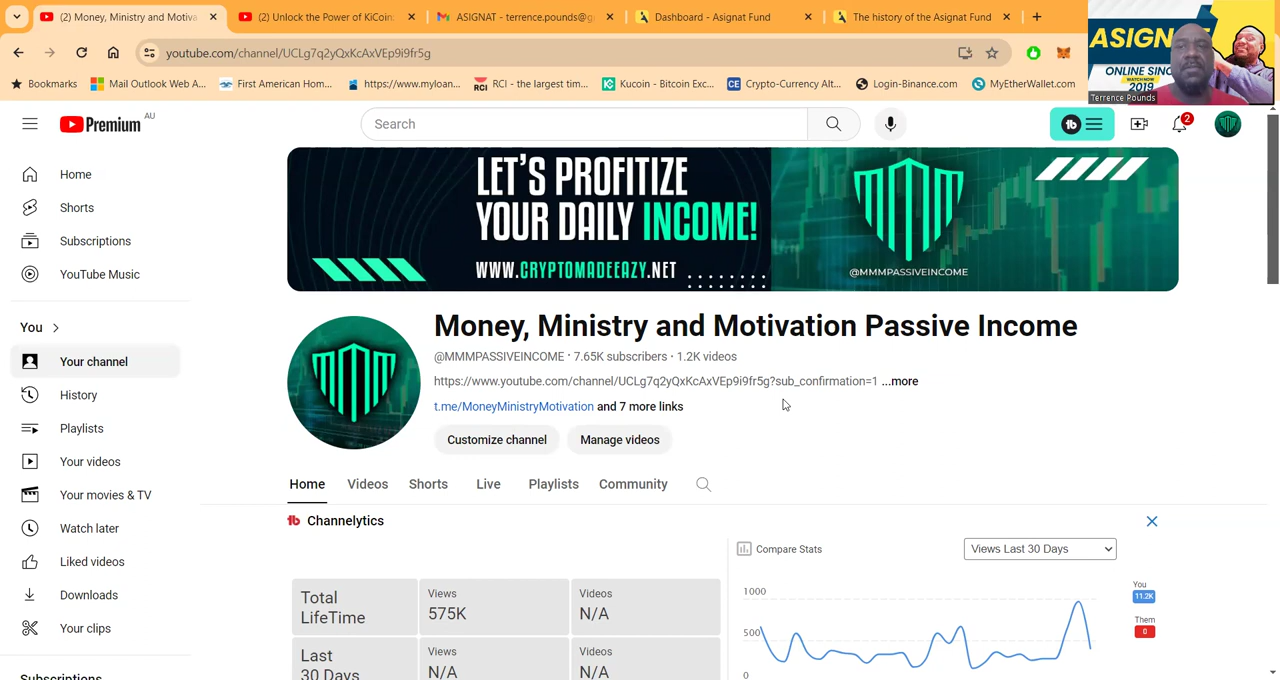 (2) Money, Ministry and Motiva
(2) Unlock the Power of KiCoin:
ASIGNAT - terrence.pounds@g
Dashboard - Asignat Fund
The history of the Asignat Fund
youtube.com/channel/UCLg7q2yQxKcAxVEp9i9fr5g
Bookmarks
Mail Outlook Web A...
First American Hom...
https://www.myloan...
RCI - the largest tim...
Kucoin - Bitcoin Exc...
Crypto-Currency Alt...
Login-Binance.com
MyEtherWallet.com
ONLINE SINC
WATCH NOW
2019
Terrence Pounds
Premium AU
Search
tb
2
LET'S PROFITIZE
YOUR DAILY INCOME!
WWW.CRYPTOMADEEAZY.NET
@MMMPASSIVEINCOME
Home
Shorts
Subscriptions
YouTube Music
You
Your channel
History
Playlists
Your videos
Your movies & TV
Watch later
Liked videos
Downloads
Your clips
Subscriptions
Money, Ministry and Motivation Passive Income
@MMMPASSIVEINCOME · 7.65K subscribers · 1.2K videos
https://www.youtube.com/channel/UCLg7q2yQxKcAxVEp9i9fr5g?sub_confirmation=1 ...more
t.me/MoneyMinistryMotivation and 7 more links
Customize channel
Manage videos
Home
Videos
Shorts
Live
Playlists
Community
tb Channelytics
Total LifeTime
Views
575K
Videos
N/A
Last
30 Days
Views
N/A
Videos
N/A
Compare Stats
Views Last 30 Days
1000
500
0
You
11.2K
Them
0